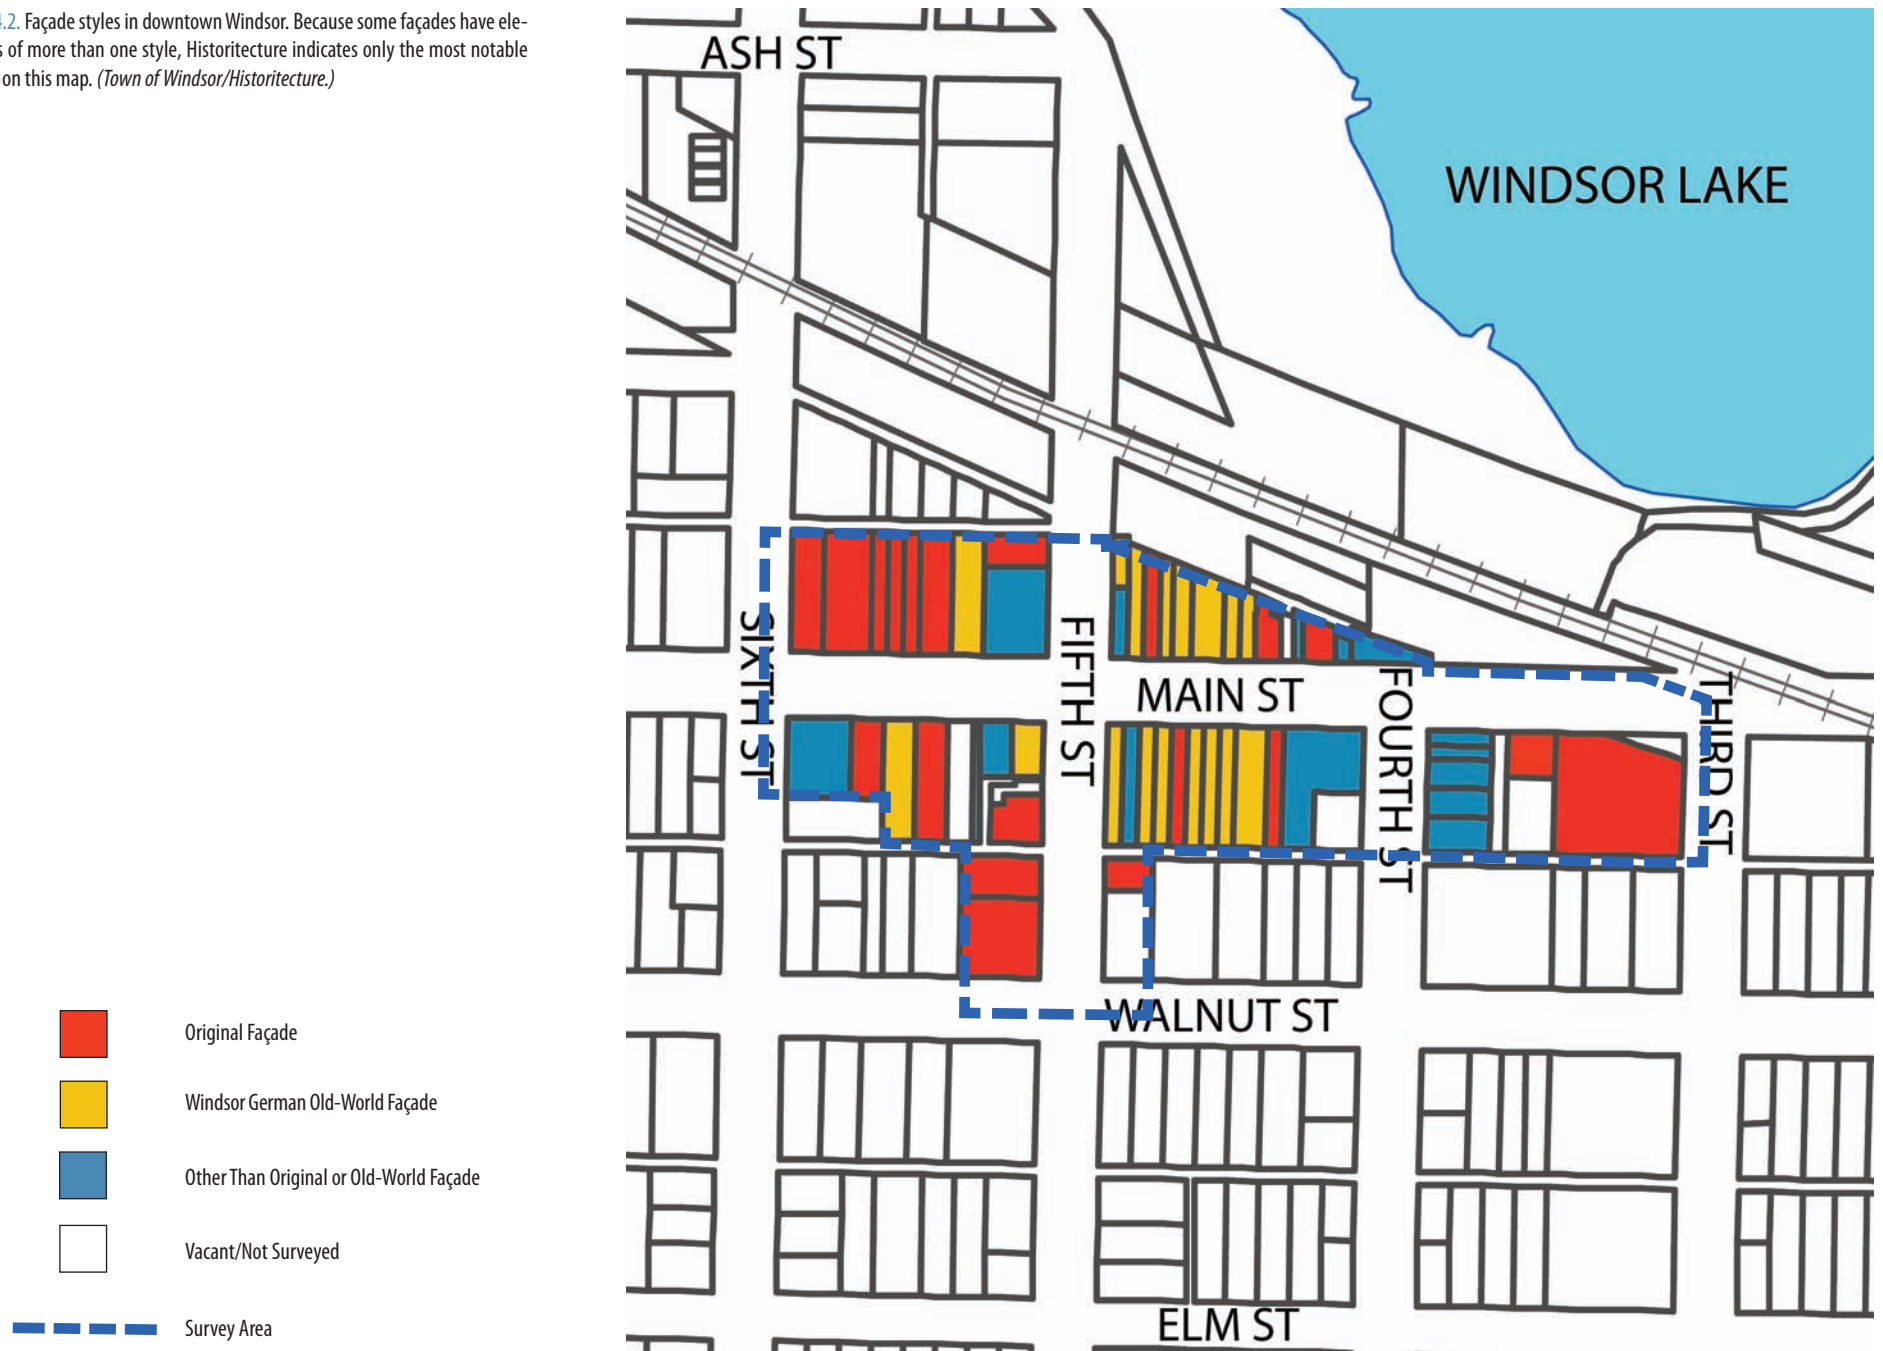 4.2. Façade styles in downtown Windsor. Because some façades have ele-
s of more than one style, Historitecture indicates only the most notable
on this map. (Town of Windsor/Historitecture.)
ASH ST
WINDSOR LAKE
SIXTH ST
FIFTH ST
MAIN ST
FOURTH ST
THIRD ST
WALNUT ST
ELM ST
Original Façade
Windsor German Old-World Façade
Other Than Original or Old-World Façade
Vacant/Not Surveyed
Survey Area